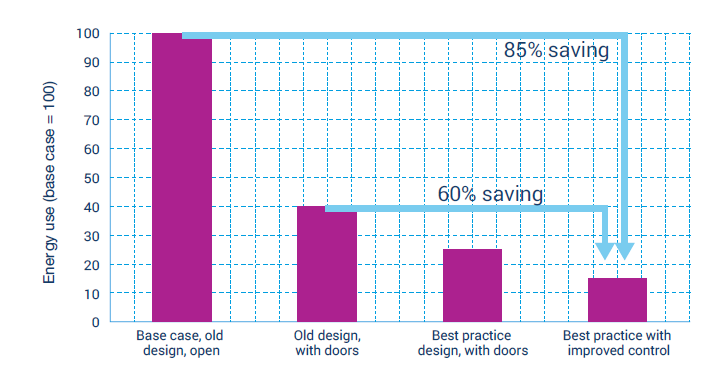 Energy use (base case = 100)
100
90
80
70
60
50
40
30
20
10
0
85% saving
60% saving
Base case, old
design, open
Old design,
with doors
Best practice
design, with doors
Best practice with
improved control